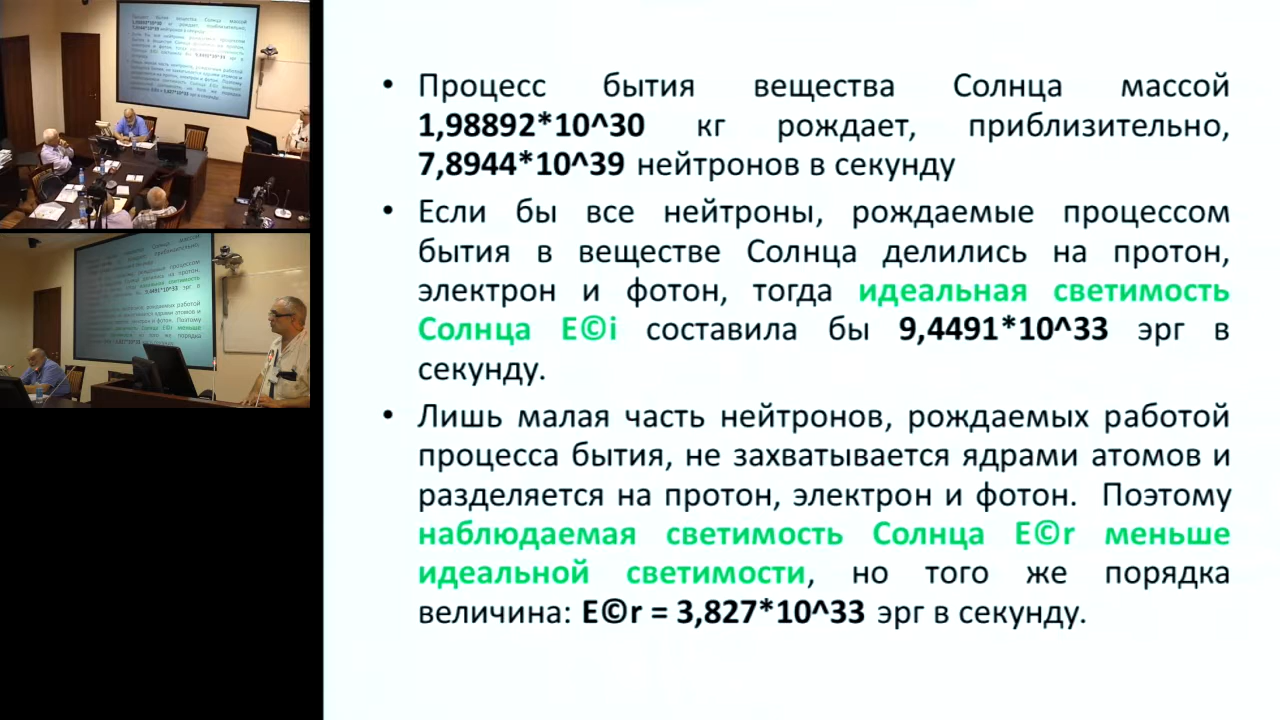 • Процесс бытия вещества Солнца массой
1,98892*10^30 кг рождает, приблизительно,
7,8944*10^39 нейтронов в секунду
• Если бы все нейтроны, рождаемые процессом
бытия в веществе Солнца делились на протон,
электрон и фотон, тогда идеальная светимость
Солнца E©i составила бы 9,4491*10^33 эрг в
секунду.
• Лишь малая часть нейтронов, рождаемых работой
процесса бытия, не захватывается ядрами атомов и
разделяется на протон, электрон и фотон. Поэтому
наблюдаемая светимость Солнца E©r меньше
идеальной светимости, но того же порядка
величина: E©r = 3,827*10^33 эрг в секунду.